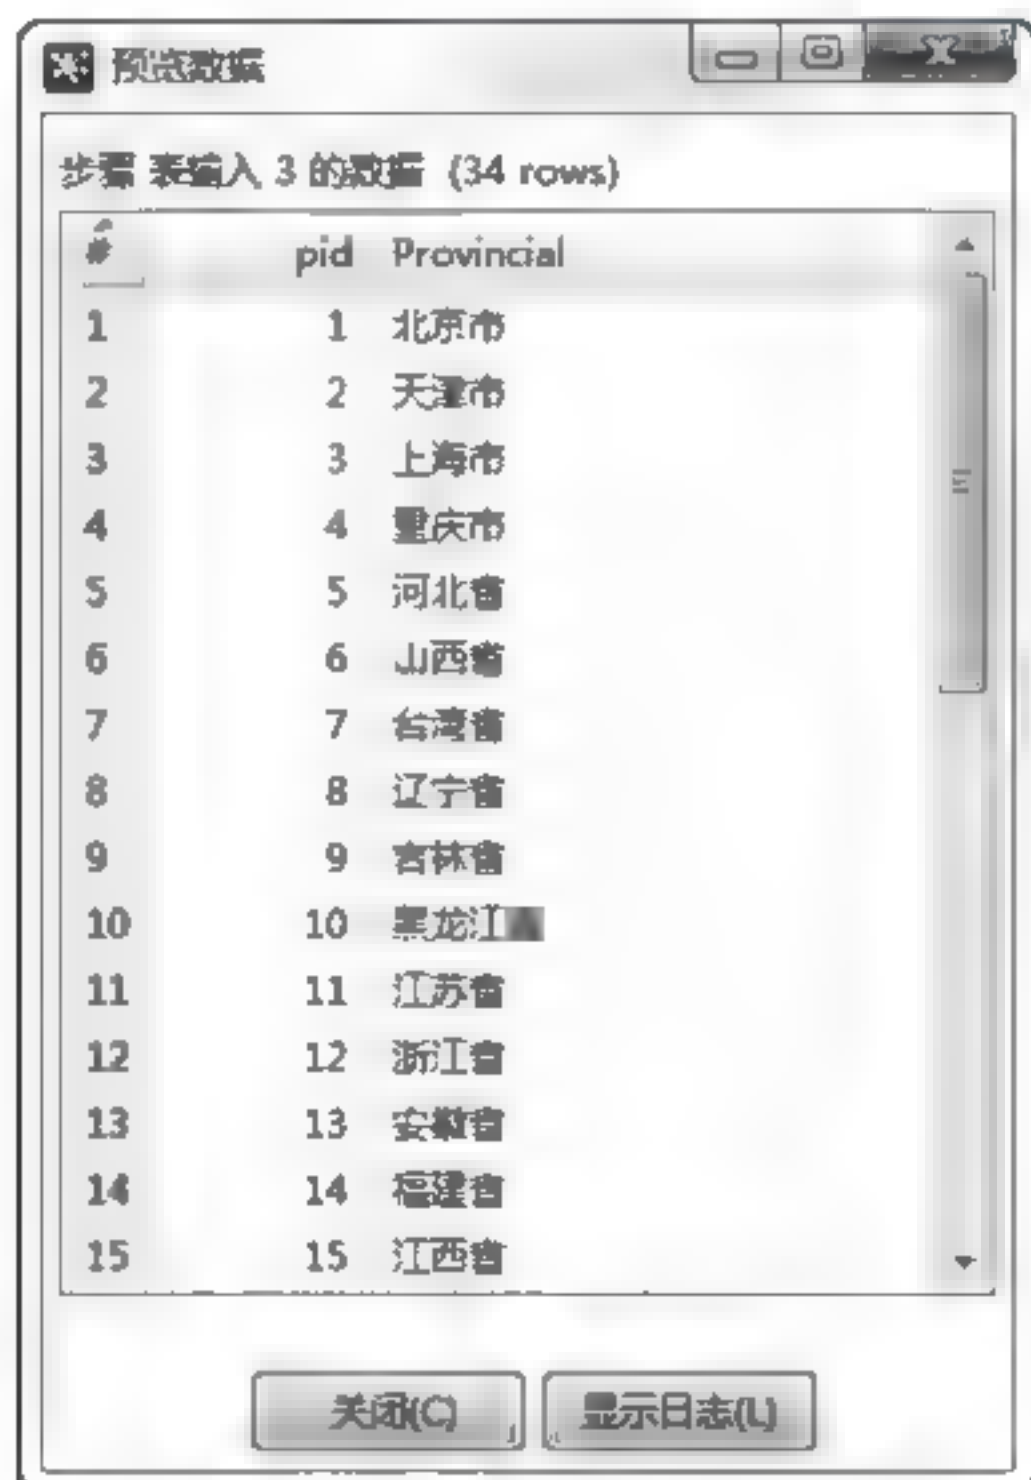 预览数据
步骤 表输入 3 的数据 (34 rows)
# pid Provincial
1 1 北京市
2 2 天津市
3 3 上海市
4 4 重庆市
5 5 河北省
6 6 山西省
7 7 台湾省
8 8 辽宁省
9 9 吉林省
10 10 黑龙江省
11 11 江苏省
12 12 浙江省
13 13 安徽省
14 14 福建省
15 15 江西省
关闭(C) 显示日志(L)